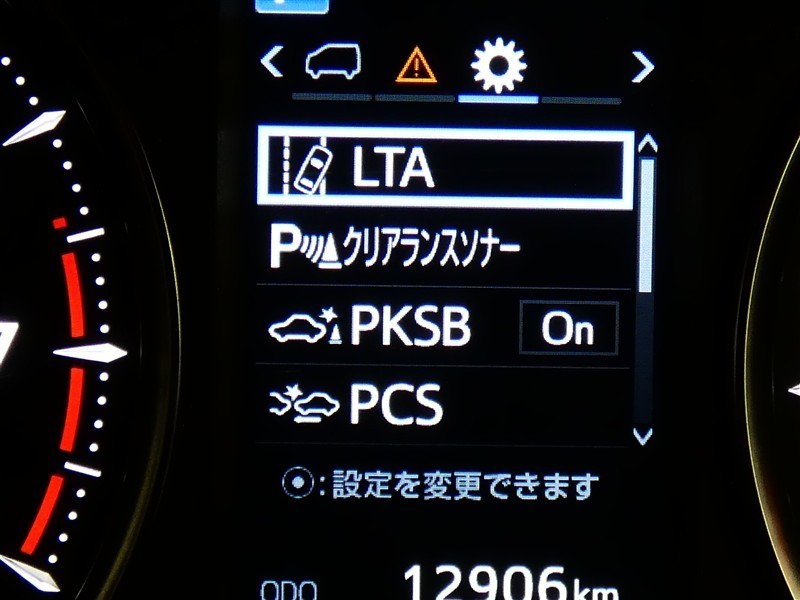 LTA
Pクリアランスソナー
PKSB On
PCS
:設定を変更できます
ODO 12906km